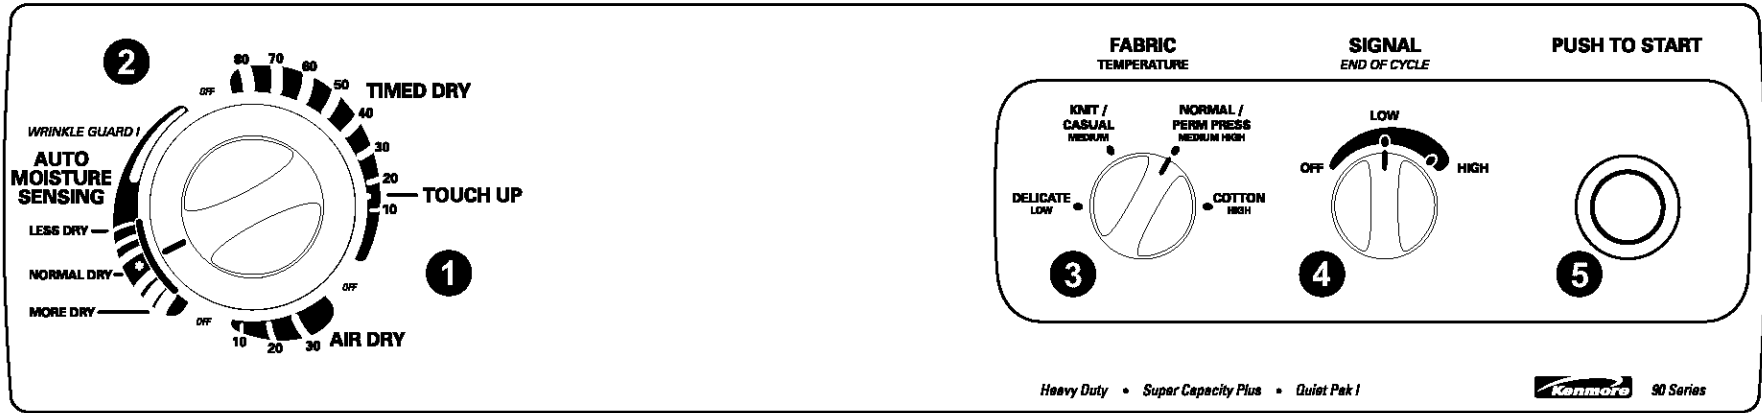 2
OFF
80
70
60
50
40
30
20
10
TIMED DRY
TOUCH UP
WRINKLE GUARD I
AUTO
MOISTURE
SENSING
LESS DRY
NORMAL DRY
*
MORE DRY
OFF
OFF
10
20
30
AIR DRY
1
FABRIC
TEMPERATURE
KNIT /
CASUAL
MEDIUM
NORMAL /
PERM PRESS
MEDIUM HIGH
DELICATE
LOW
COTTON
HIGH
3
SIGNAL
END OF CYCLE
LOW
OFF
HIGH
4
PUSH TO START
5
Heavy Duty • Super Capacity Plus • Quiet Pak I
Kenmore 90 Series